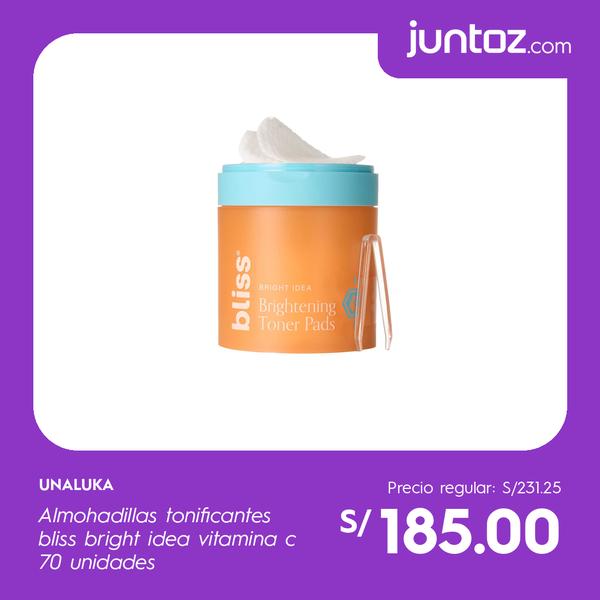 juntoz.com
bliss
BRIGHT IDEA
Brightening
Toner Pads
UNALUKA
Almohadillas tonificantes
bliss bright idea vitamina c
70 unidades
Precio regular: S/231.25
S/185.00